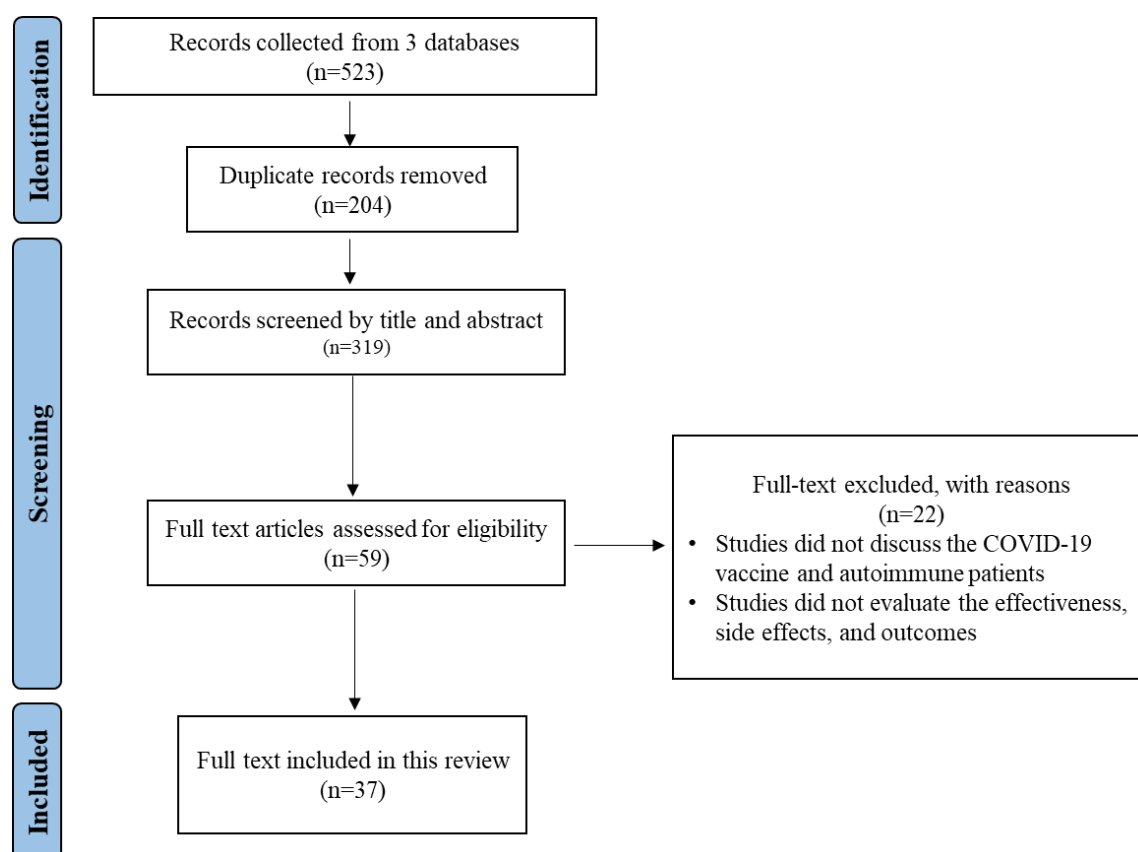 Identification
Records collected from 3 databases
(n=523)
Duplicate records removed
(n=204)
Screening
Records screened by title and abstract
(n=319)
Full text articles assessed for eligibility
(n=59)
Full-text excluded, with reasons
(n=22)
• Studies did not discuss the COVID-19
vaccine and autoimmune patients
• Studies did not evaluate the effectiveness,
side effects, and outcomes
Included
Full text included in this review
(n=37)